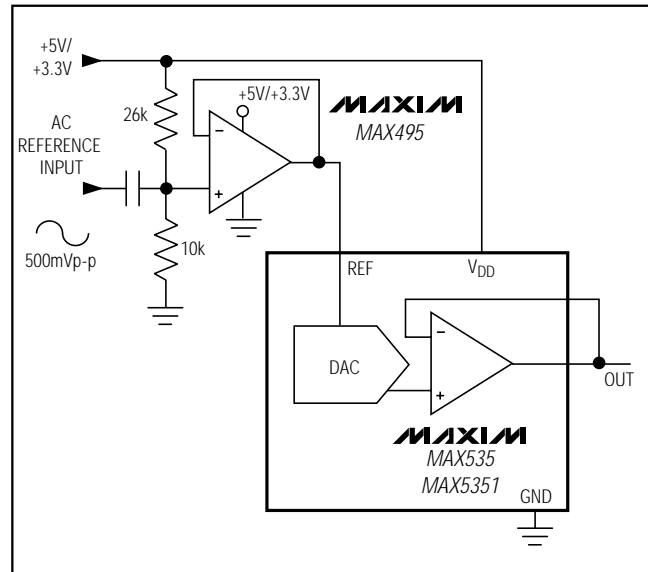 +5V/
+3.3V
26k
+5V/+3.3V
MAXIM
MAX495
AC
REFERENCE
INPUT
−
+
10k
500mVp-p
REF
VDD
DAC
−
+
OUT
MAXIM
MAX535
MAX5351
GND